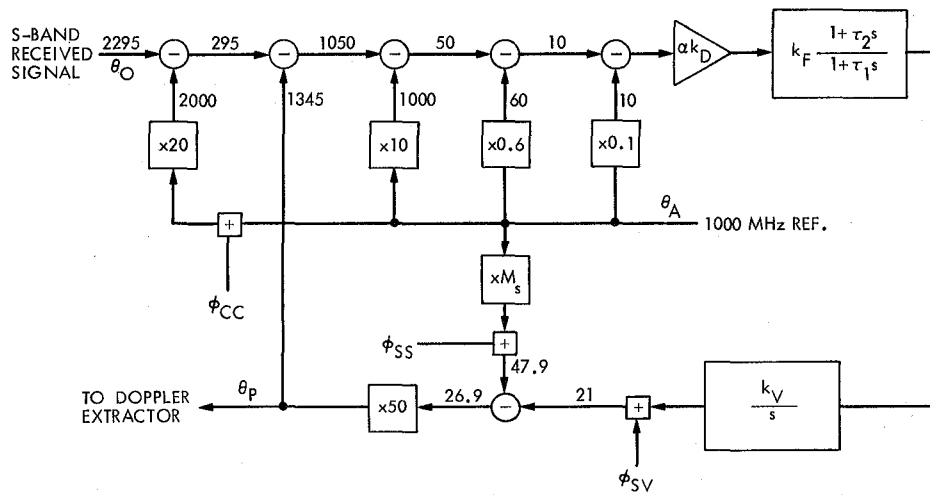 S-BAND
RECEIVED
SIGNAL
2295
θO
−
295
−
1050
−
50
−
10
−
αkD
kF (1+τ2s)/(1+τ1s)
2000
1345
1000
60
10
×20
×10
×0.6
×0.1
θA
1000 MHz REF.
+
ϕCC
×Ms
ϕSS
+
47.9
TO DOPPLER
EXTRACTOR
θP
×50
26.9
−
21
+
kV/s
ϕSV